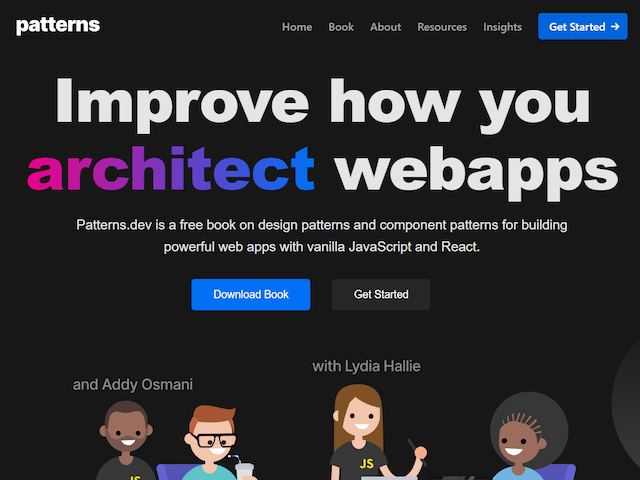 patterns
Home Book About Resources Insights Get Started →
Improve how you
architect webapps
Patterns.dev is a free book on design patterns and component patterns for building
powerful web apps with vanilla JavaScript and React.
Download Book Get Started
with Lydia Hallie
and Addy Osmani
JS
JS